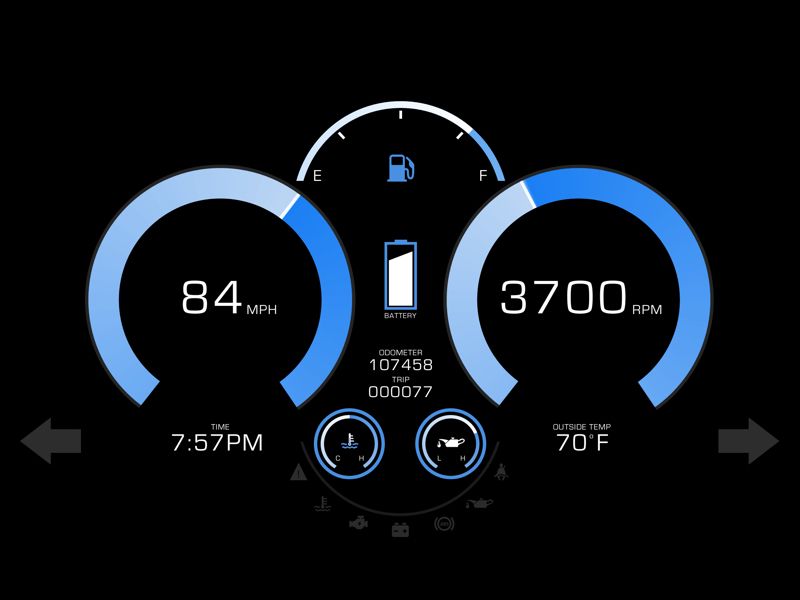 E F
84 MPH
3700 RPM
BATTERY
ODOMETER
107458
TRIP
000077
TIME
7:57PM
OUTSIDE TEMP
70°F
C H
L H